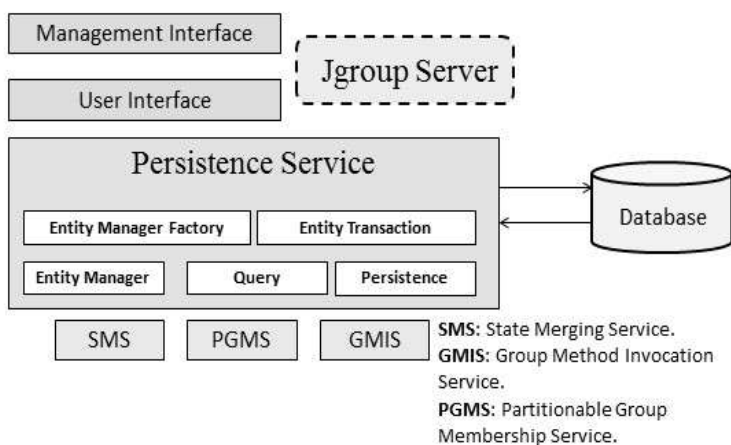 Management Interface
Jgroup Server
User Interface
Persistence Service
Entity Manager Factory
Entity Transaction
Entity Manager
Query
Persistence
Database
SMS
PGMS
GMIS
SMS: State Merging Service.
GMIS: Group Method Invocation
Service.
PGMS: Partitionable Group
Membership Service.